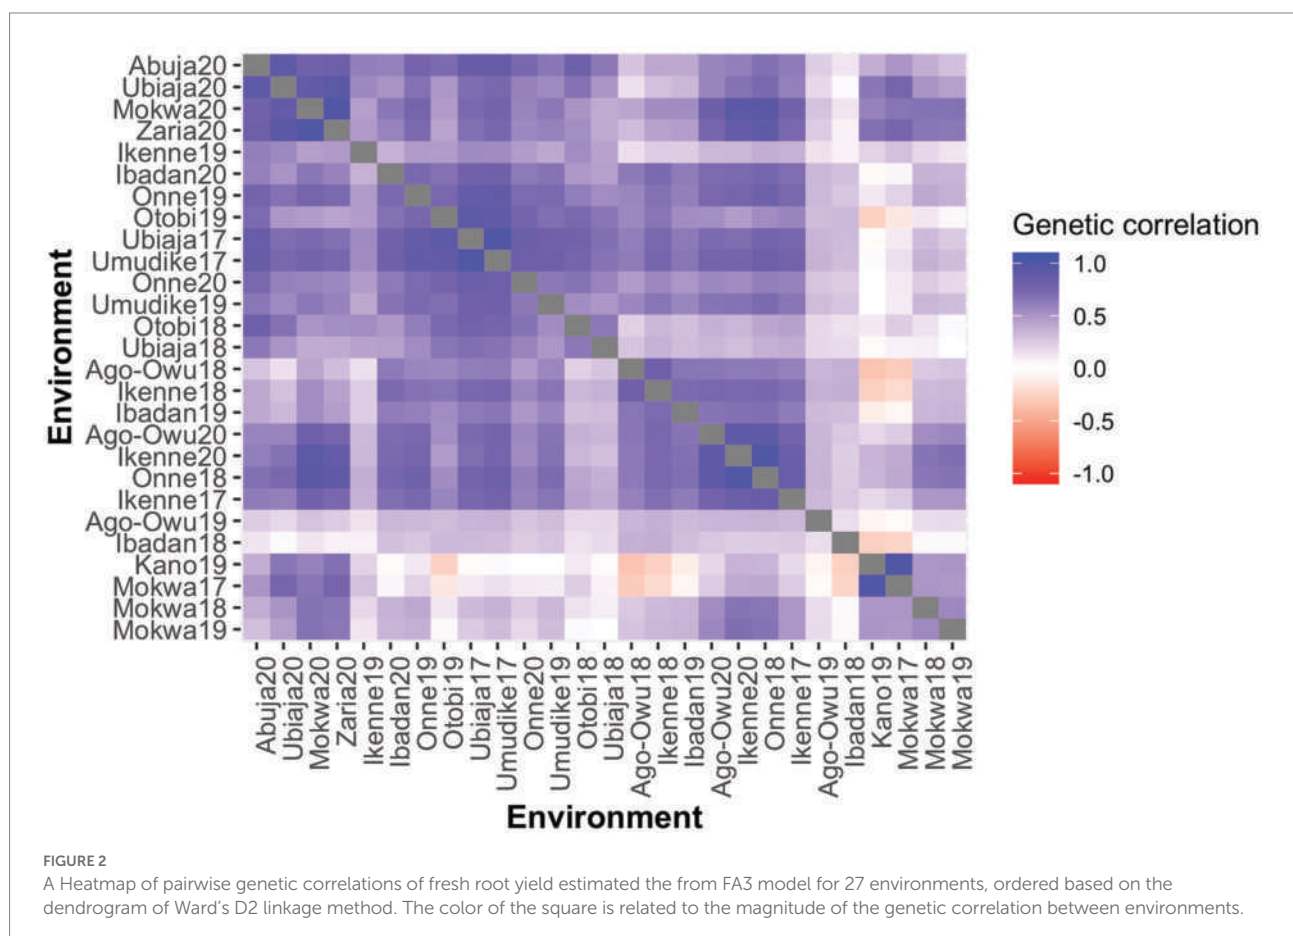 Environment
Abuja20
Ubiaja20
Mokwa20
Zaria20
Ikenne19
Ibadan20
Onne19
Otobi19
Ubiaja17
Umudike17
Onne20
Umudike19
Otobi18
Ubiaja18
Ago-Owu18
Ikenne18
Ibadan19
Ago-Owu20
Ikenne20
Onne18
Ikenne17
Ago-Owu19
Ibadan18
Kano19
Mokwa17
Mokwa18
Mokwa19
Abuja20
Ubiaja20
Mokwa20
Zaria20
Ikenne19
Ibadan20
Onne19
Otobi19
Ubiaja17
Umudike17
Onne20
Umudike19
Otobi18
Ubiaja18
Ago-Owu18
Ikenne18
Ibadan19
Ago-Owu20
Ikenne20
Onne18
Ikenne17
Ago-Owu19
Ibadan18
Kano19
Mokwa17
Mokwa18
Mokwa19
Environment
Genetic correlation
1.0
0.5
0.0
-0.5
-1.0
FIGURE 2
A Heatmap of pairwise genetic correlations of fresh root yield estimated the from FA3 model for 27 environments, ordered based on the
dendrogram of Ward's D2 linkage method. The color of the square is related to the magnitude of the genetic correlation between environments.